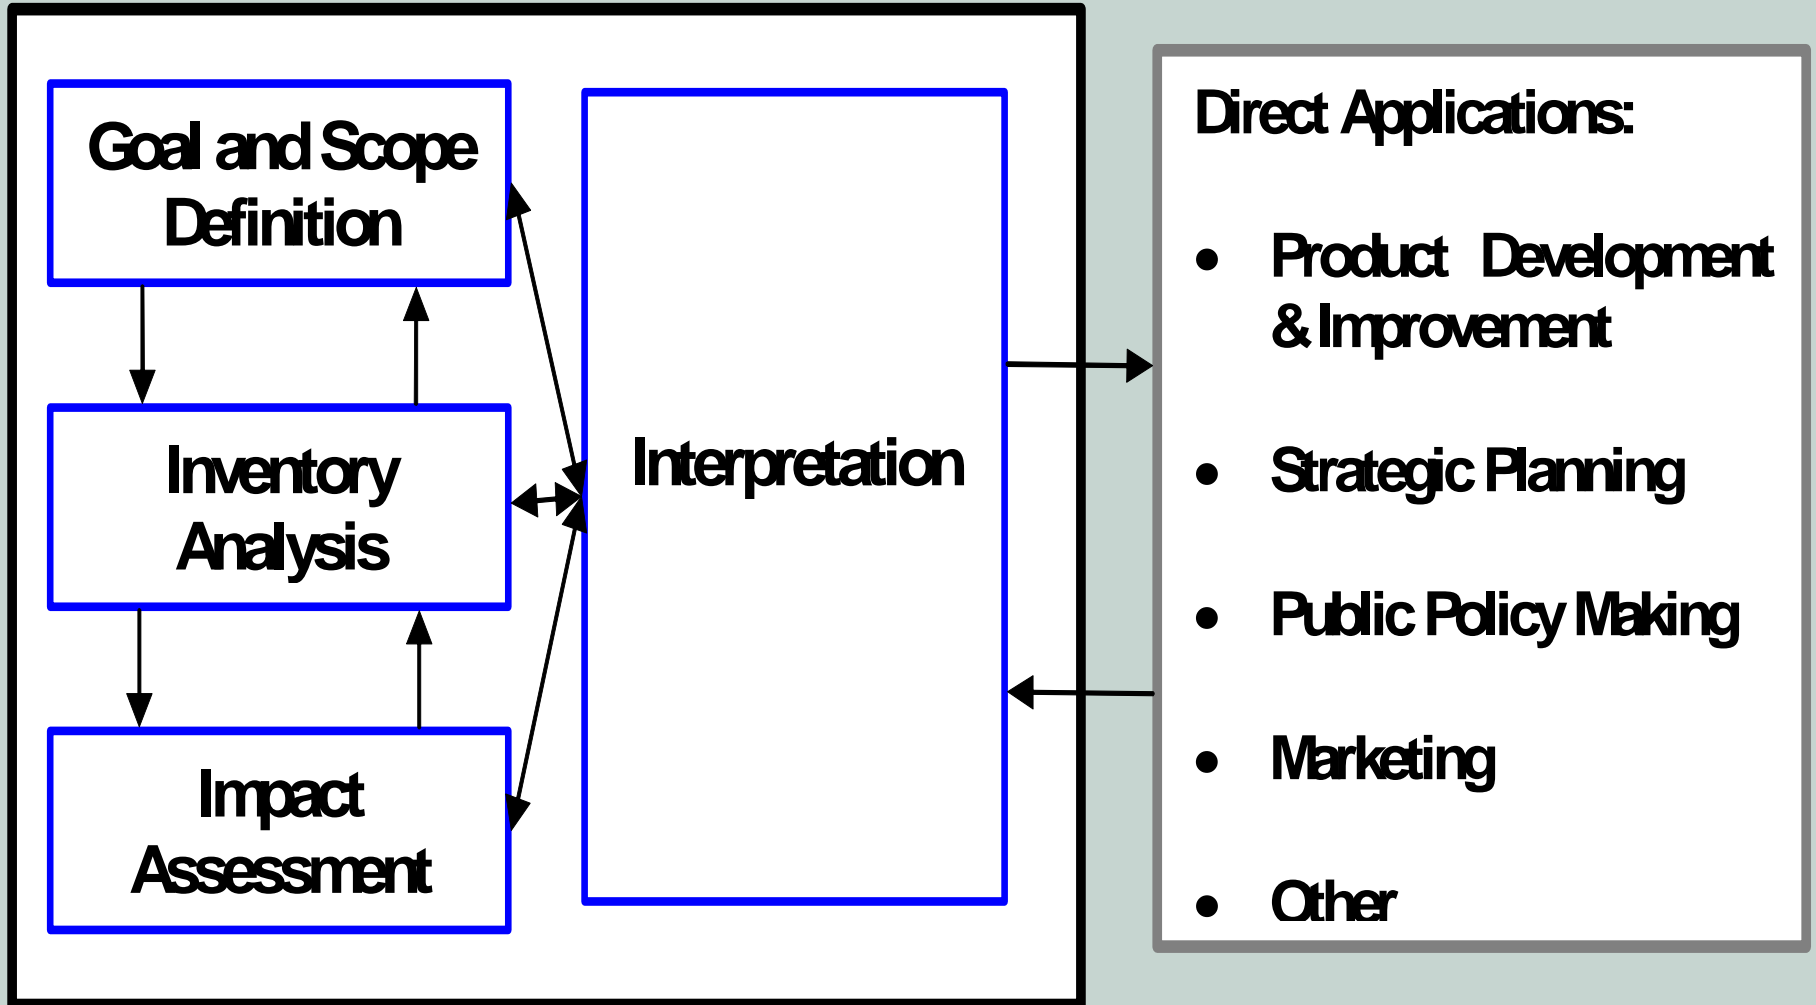 Goal and Scope
Definition
Inventory
Analysis
Impact
Assessment
Interpretation
Direct Applications:
● Product Development
& Improvement
● Strategic Planning
● Public Policy Making
● Marketing
● Other